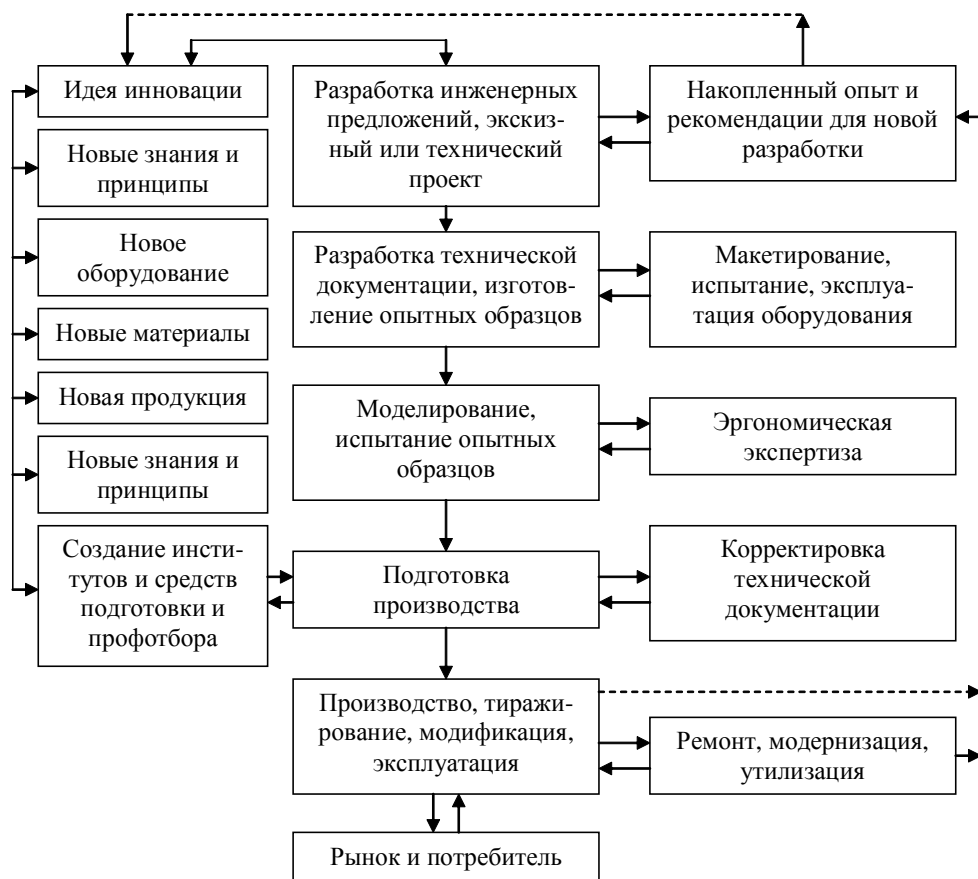 Идея инновации
Новые знания и
принципы
Новое
оборудование
Новые материалы
Новая продукция
Новые знания и
принципы
Создание инсти-
тутов и средств
подготовки и
профотбора
Разработка инженерных
предложений, экскиз-
ный или технический
проект
Разработка технической
документации, изготов-
ление опытных образцов
Моделирование,
испытание опытных
образцов
Подготовка
производства
Производство, тиражи-
рование, модификация,
эксплуатация
Рынок и потребитель
Накопленный опыт и
рекомендации для новой
разработки
Макетирование,
испытание, эксплуа-
тация оборудования
Эргономическая
экспертиза
Корректировка
технической
документации
Ремонт, модернизация,
утилизация